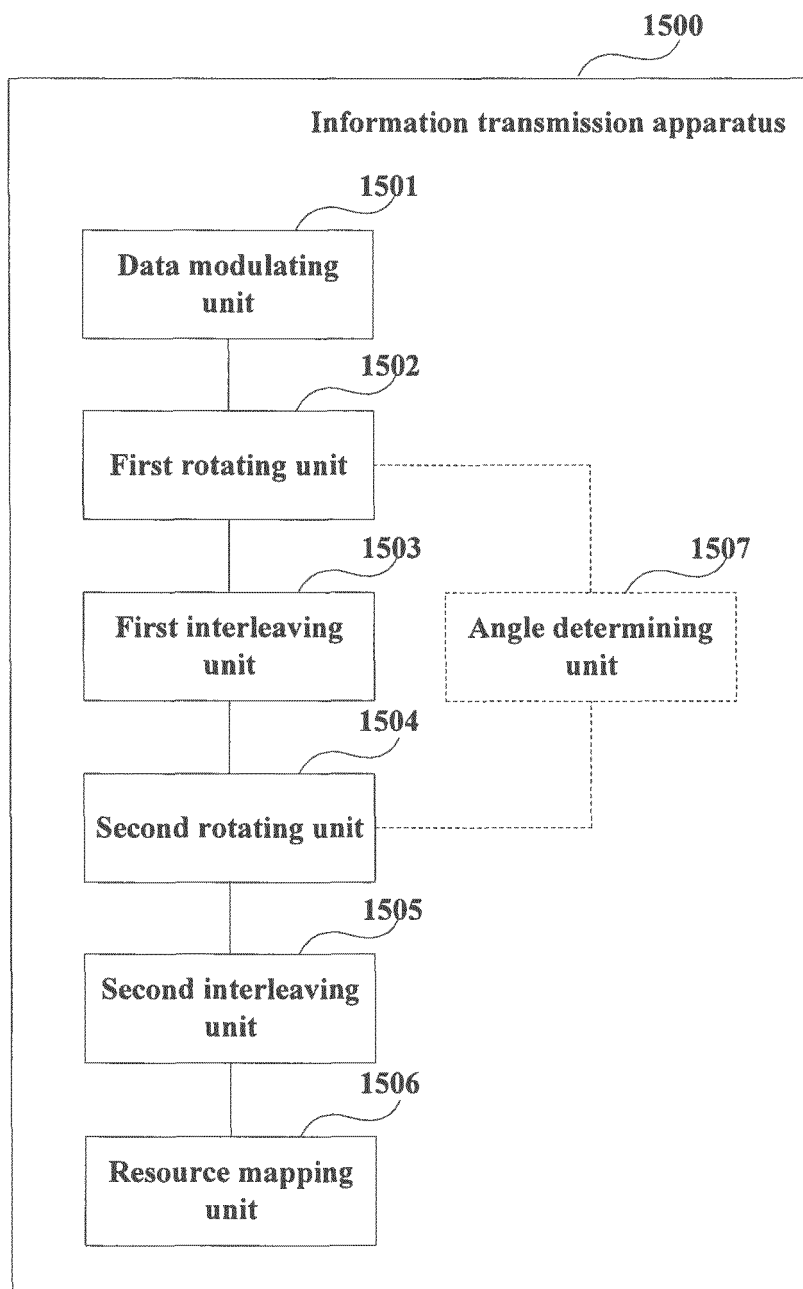 1500
Information transmission apparatus
1501
Data modulating
unit
1502
First rotating unit
1503
First interleaving
unit
1507
Angle determining
unit
1504
Second rotating unit
1505
Second interleaving
unit
1506
Resource mapping
unit